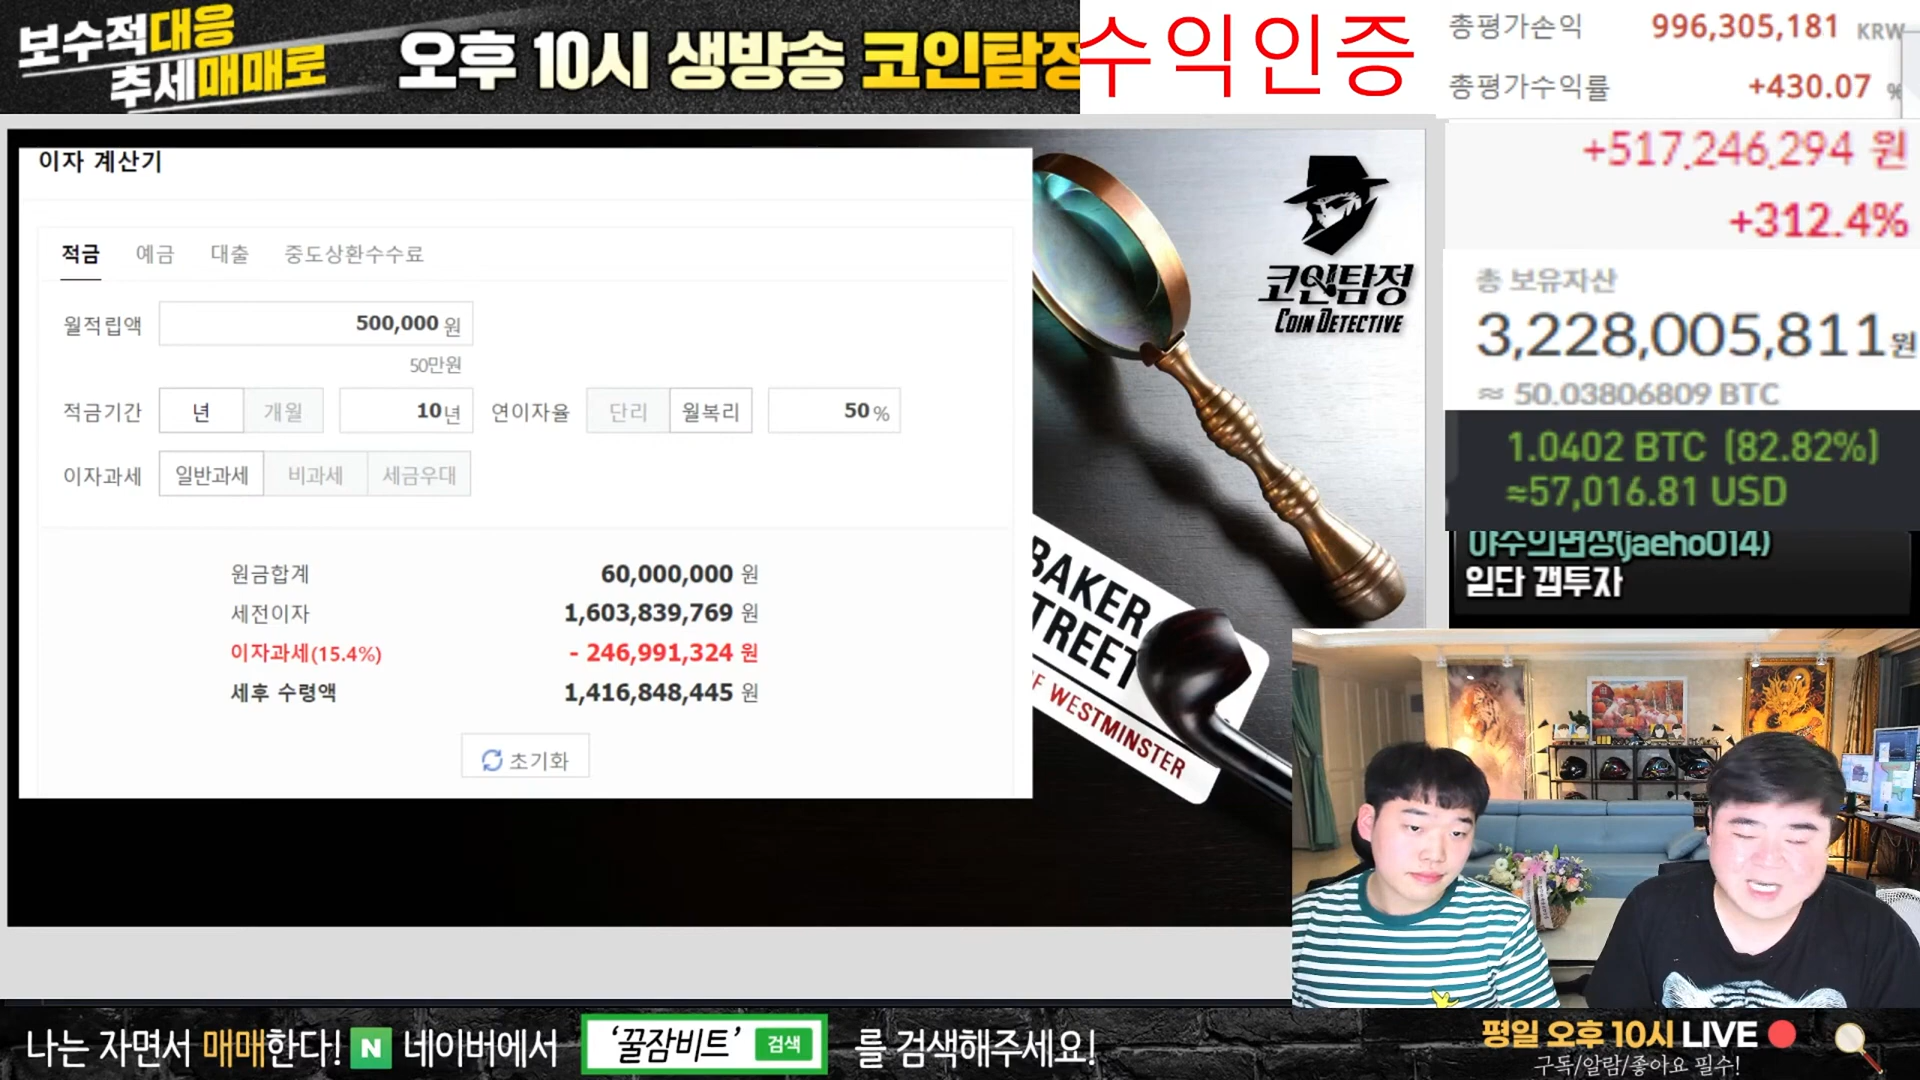 보수적대응
추세매매로
오후 10시 생방송 코인탐정
수익인증
총평가손익 996,305,181 KRW
총평가수익률 +430.07 %
+517,246,294 원
+312.4%
총 보유자산
3,228,005,811원
≈ 50.03806809 BTC
1.0402 BTC (82.82%)
≈57,016.81 USD
야수의면상(jaeho014)
일단 갭투자
이자 계산기
적금 예금 대출 중도상환수수료
월적립액 500,000 원
50만원
적금기간 년 개월 10년 연이자율 단리 월복리 50 %
이자과세 일반과세 비과세 세금우대
원금합계 60,000,000 원
세전이자 1,603,839,769 원
이자과세(15.4%) - 246,991,324 원
세후 수령액 1,416,848,445 원
초기화
코인탐정
COIN DETECTIVE
BAKER
TREET
F WESTMINSTER
나는 자면서 매매한다! N 네이버에서 '꿀잠비트' 검색 를 검색해주세요!
평일 오후 10시 LIVE
구독/알람/좋아요 필수!